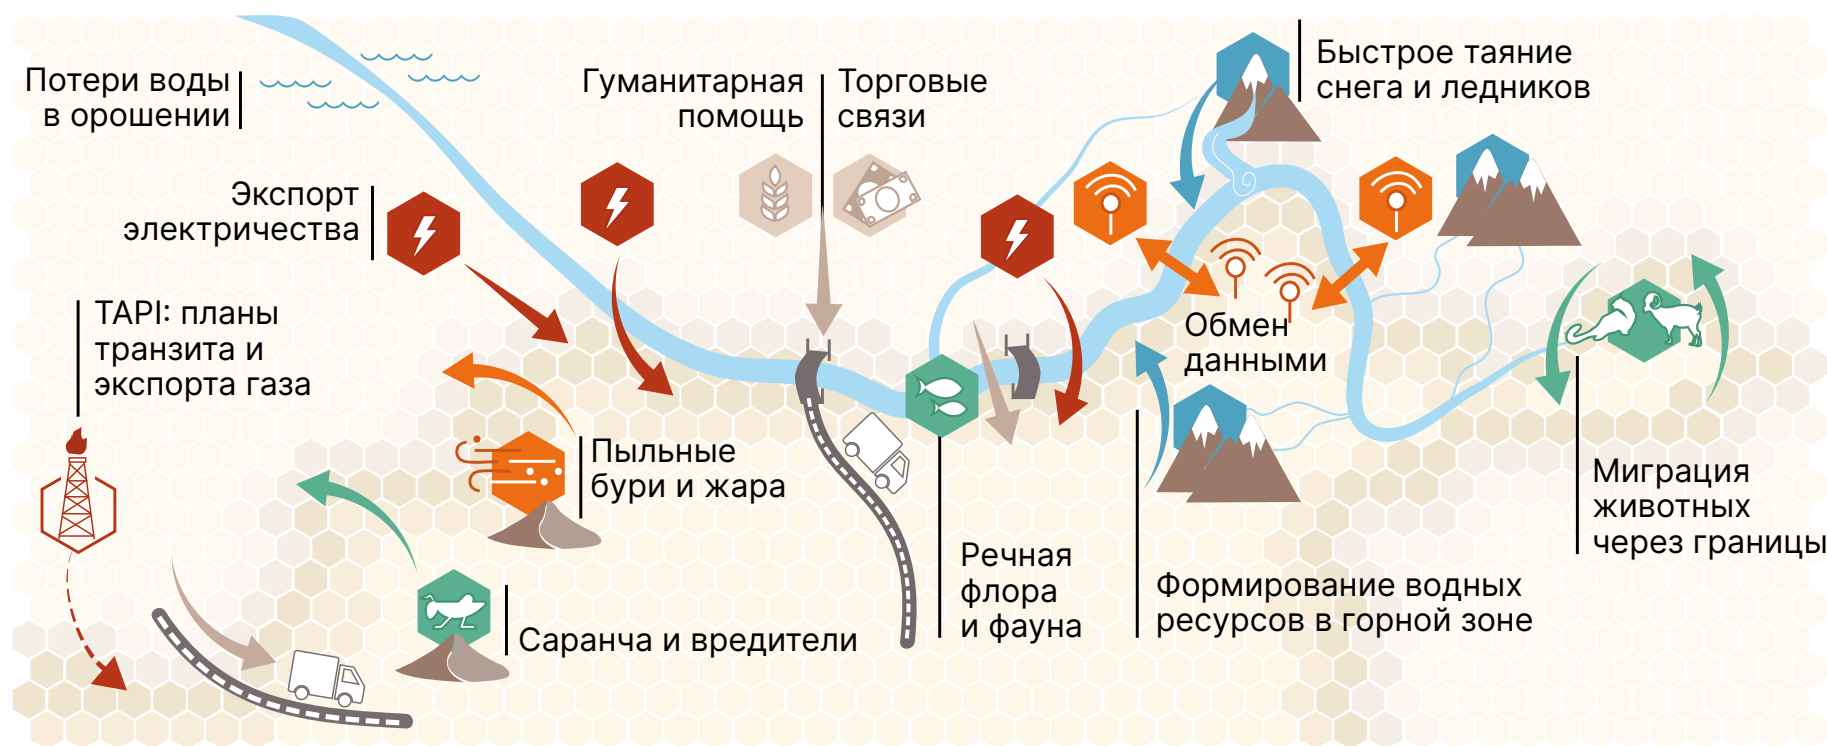 Потери воды
в орошении
Гуманитарная
помощь
Торговые
связи
Быстрое таяние
снега и ледников
Экспорт
электричества
TAPI: планы
транзита и
экспорта газа
Обмен
данными
Пыльные
бури и жара
Миграция
животных
через границы
Речная
флора
и фауна
Формирование водных
ресурсов в горной зоне
Саранча и вредители